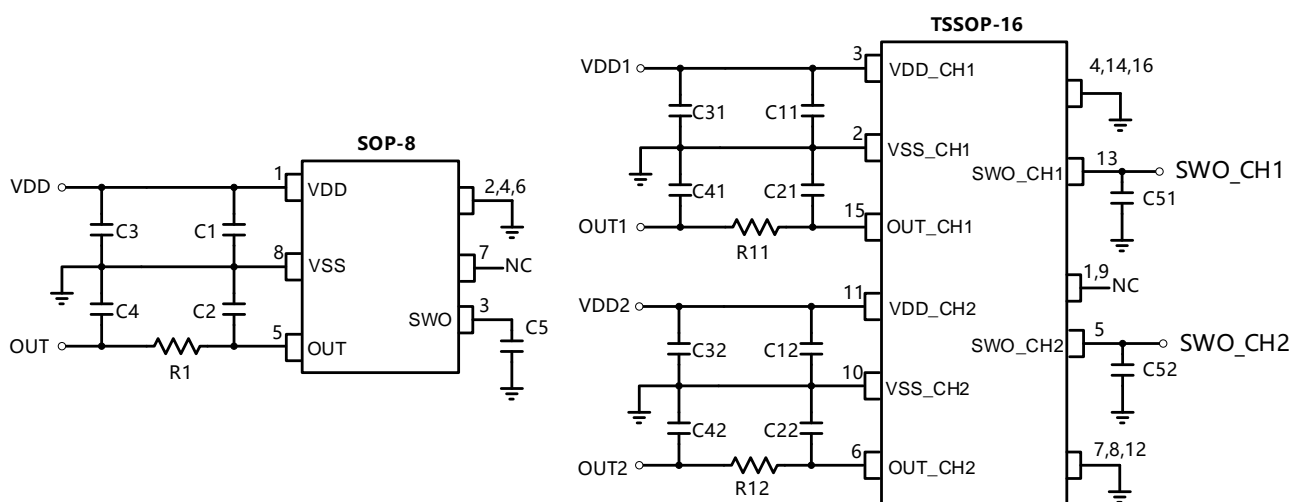 SOP-8
VDD
1
VDD
2,4,6
C3
C1
8
VSS
7
NC
C4
C2
SWO
3
C5
OUT
5
OUT
R1
TSSOP-16
VDD1
3
VDD_CH1
4,14,16
C31
C11
2
VSS_CH1
SWO_CH1
13
SWO_CH1
C41
C21
C51
OUT1
15
OUT_CH1
R11
1,9
NC
VDD2
11
VDD_CH2
C32
C12
SWO_CH2
5
SWO_CH2
10
VSS_CH2
C52
C42
C22
OUT2
6
OUT_CH2
7,8,12
R12